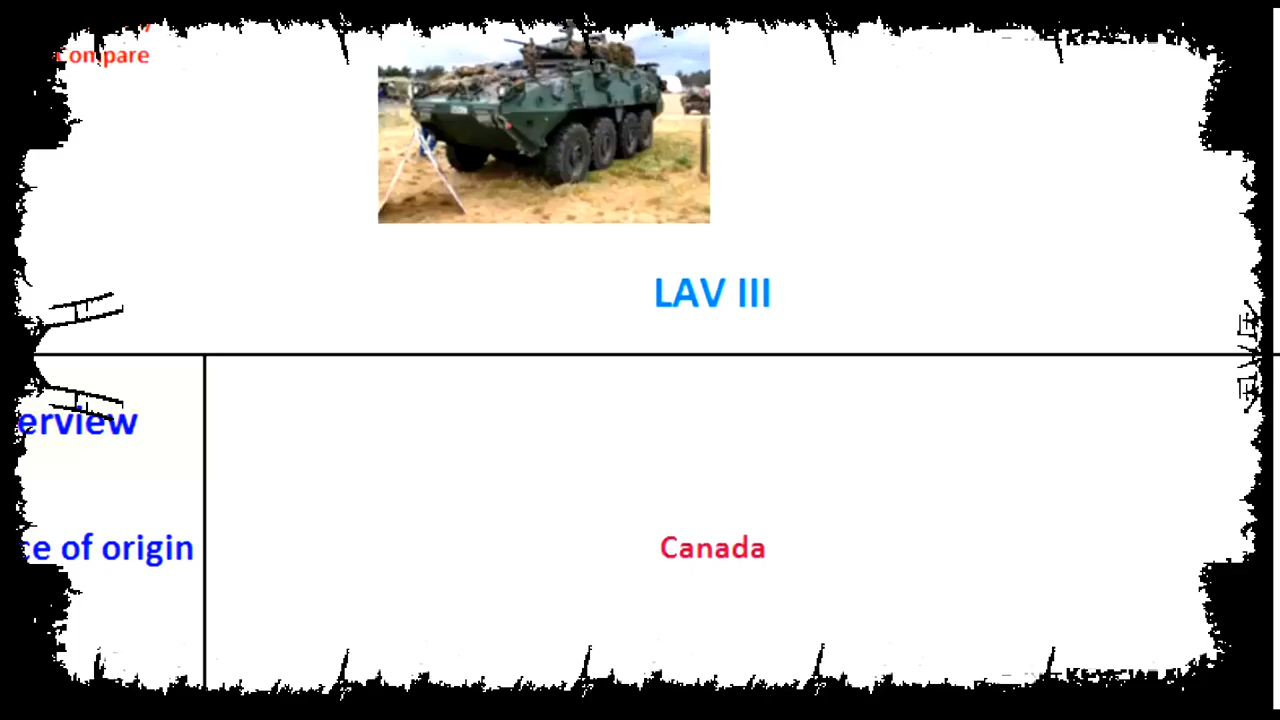 Compare
LAV III
erview
ce of origin
Canada